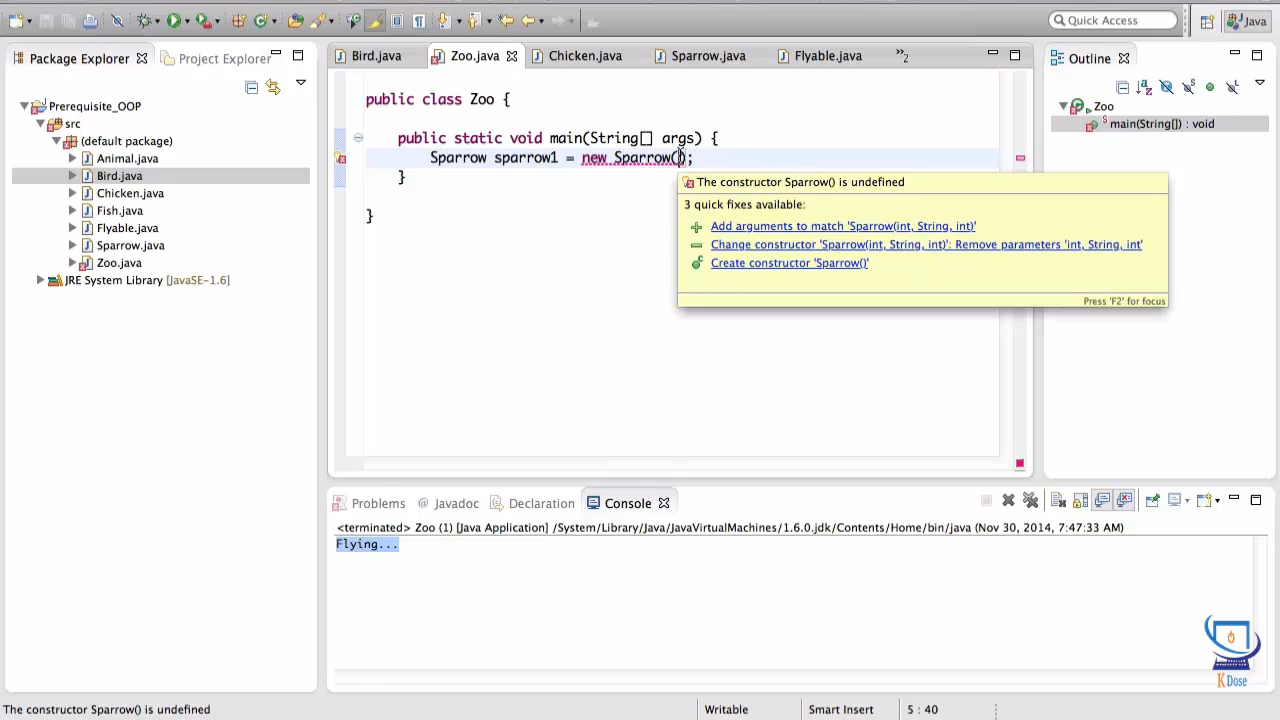 Quick Access
Java
Package Explorer
Project Explorer
Prerequisite_OOP
src
(default package)
Animal.java
Bird.java
Chicken.java
Fish.java
Flyable.java
Sparrow.java
Zoo.java
JRE System Library [JavaSE-1.6]
Bird.java
Zoo.java
Chicken.java
Sparrow.java
Flyable.java
»2
public class Zoo {
public static void main(String[] args) {
Sparrow sparrow1 = new Sparrow();
}
}
The constructor Sparrow() is undefined
3 quick fixes available:
Add arguments to match 'Sparrow(int, String, int)'
Change constructor 'Sparrow(int, String, int)': Remove parameters 'int, String, int'
Create constructor 'Sparrow()'
Press 'F2' for focus
Outline
Zoo
main(String[]) : void
Problems
@ Javadoc
Declaration
Console
<terminated> Zoo (1) [Java Application] /System/Library/Java/JavaVirtualMachines/1.6.0.jdk/Contents/Home/bin/java (Nov 30, 2014, 7:47:33 AM)
Flying...
K Dose
The constructor Sparrow() is undefined
Writable
Smart Insert
5 : 40